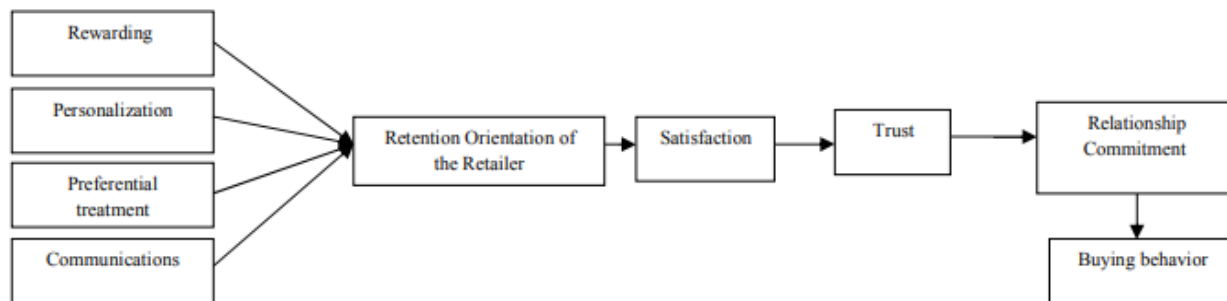 Rewarding
Personalization
Preferential
treatment
Communications
Retention Orientation of
the Retailer
Satisfaction
Trust
Relationship
Commitment
Buying behavior